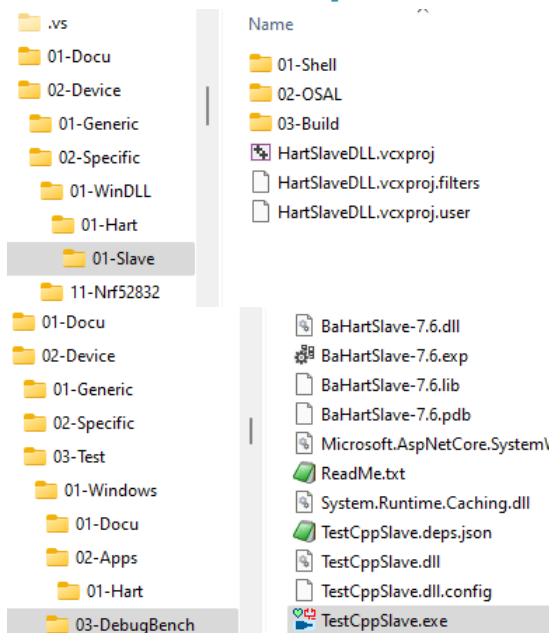 .vs
01-Docu
02-Device
01-Generic
02-Specific
01-WinDLL
01-Hart
01-Slave
11-Nrf52832
Name
01-Shell
02-OSAL
03-Build
HartSlaveDLL.vcxproj
HartSlaveDLL.vcxproj.filters
HartSlaveDLL.vcxproj.user
01-Docu
02-Device
01-Generic
02-Specific
03-Test
01-Windows
01-Docu
02-Apps
01-Hart
03-DebugBench
BaHartSlave-7.6.dll
BaHartSlave-7.6.exp
BaHartSlave-7.6.lib
BaHartSlave-7.6.pdb
Microsoft.AspNetCore.SystemW
ReadMe.txt
System.Runtime.Caching.dll
TestCppSlave.deps.json
TestCppSlave.dll
TestCppSlave.dll.config
TestCppSlave.exe